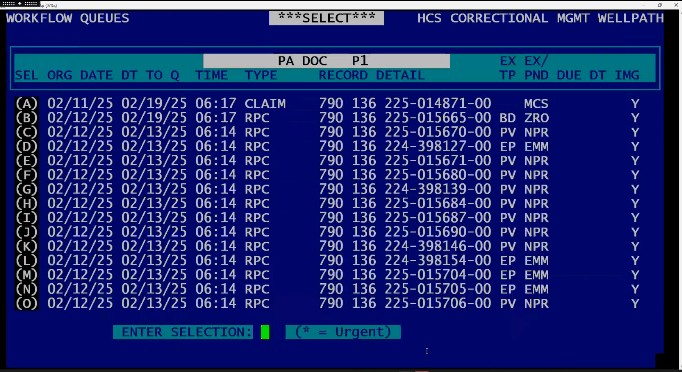 WORKFLOW QUEUES ***SELECT*** HCS CORRECTIONAL MGMT WELLPATH
PA DOC P1 EX EX/
SEL ORG DATE DT TO Q TIME TYPE RECORD DETAIL TP PND DUE DT IMG
(A) 02/11/25 02/19/25 06:17 CLAIM 790 136 225-014871-00 MCS Y
(B) 02/12/25 02/19/25 06:17 RPC 790 136 225-015665-00 BD ZRO Y
(C) 02/12/25 02/13/25 06:14 RPC 790 136 225-015670-00 PV NPR Y
(D) 02/12/25 02/13/25 06:14 RPC 790 136 224-398127-00 EP EMM Y
(E) 02/12/25 02/13/25 06:14 RPC 790 136 225-015671-00 PV NPR Y
(F) 02/12/25 02/13/25 06:14 RPC 790 136 225-015680-00 PV NPR Y
(G) 02/12/25 02/13/25 06:14 RPC 790 136 224-398139-00 PV NPR Y
(H) 02/12/25 02/13/25 06:14 RPC 790 136 225-015684-00 PV NPR Y
(I) 02/12/25 02/13/25 06:14 RPC 790 136 225-015687-00 PV NPR Y
(J) 02/12/25 02/13/25 06:14 RPC 790 136 225-015690-00 PV NPR Y
(K) 02/12/25 02/13/25 06:14 RPC 790 136 224-398146-00 PV NPR Y
(L) 02/12/25 02/13/25 06:14 RPC 790 136 224-398154-00 EP EMM Y
(M) 02/12/25 02/13/25 06:14 RPC 790 136 225-015704-00 EP EMM Y
(N) 02/12/25 02/13/25 06:14 RPC 790 136 225-015705-00 EP EMM Y
(O) 02/12/25 02/13/25 06:14 RPC 790 136 225-015706-00 PV NPR Y
ENTER SELECTION: (* = Urgent)